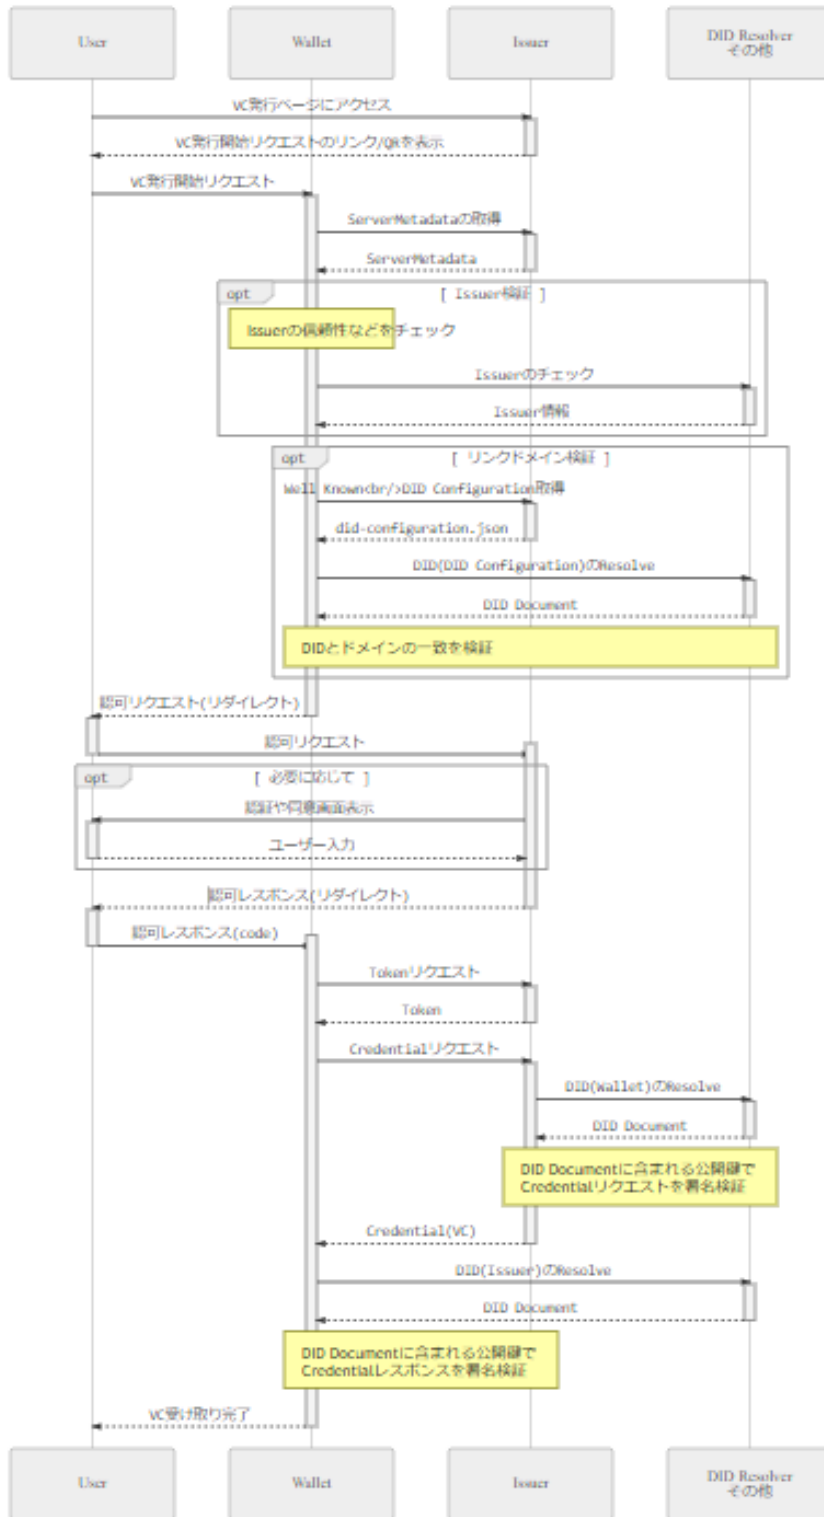 User
Wallet
Issuer
DID Resolver
その他
VC発行ページにアクセス
VC発行開始リクエストのリンク/QRを表示
VC発行開始リクエスト
ServerMetadataの取得
ServerMetadata
opt
[ Issuer検証 ]
Issuerの信頼性などをチェック
Issuerのチェック
Issuer情報
opt
[ リンクドメイン検証 ]
Well Known<br/>DID Configuration取得
did-configuration.json
DID(DID Configuration)のResolve
DID Document
DIDとドメインの一致を検証
認可リクエスト(リダイレクト)
認可リクエスト
opt
[ 必要に応じて ]
認証や同意画面表示
ユーザー入力
認可レスポンス(リダイレクト)
認可レスポンス(code)
Tokenリクエスト
Token
Credentialリクエスト
DID(Wallet)のResolve
DID Document
DID Documentに含まれる公開鍵で
Credentialリクエストを署名検証
Credential(VC)
DID(Issuer)のResolve
DID Document
DID Documentに含まれる公開鍵で
Credentialレスポンスを署名検証
VC受け取り完了
User
Wallet
Issuer
DID Resolver
その他